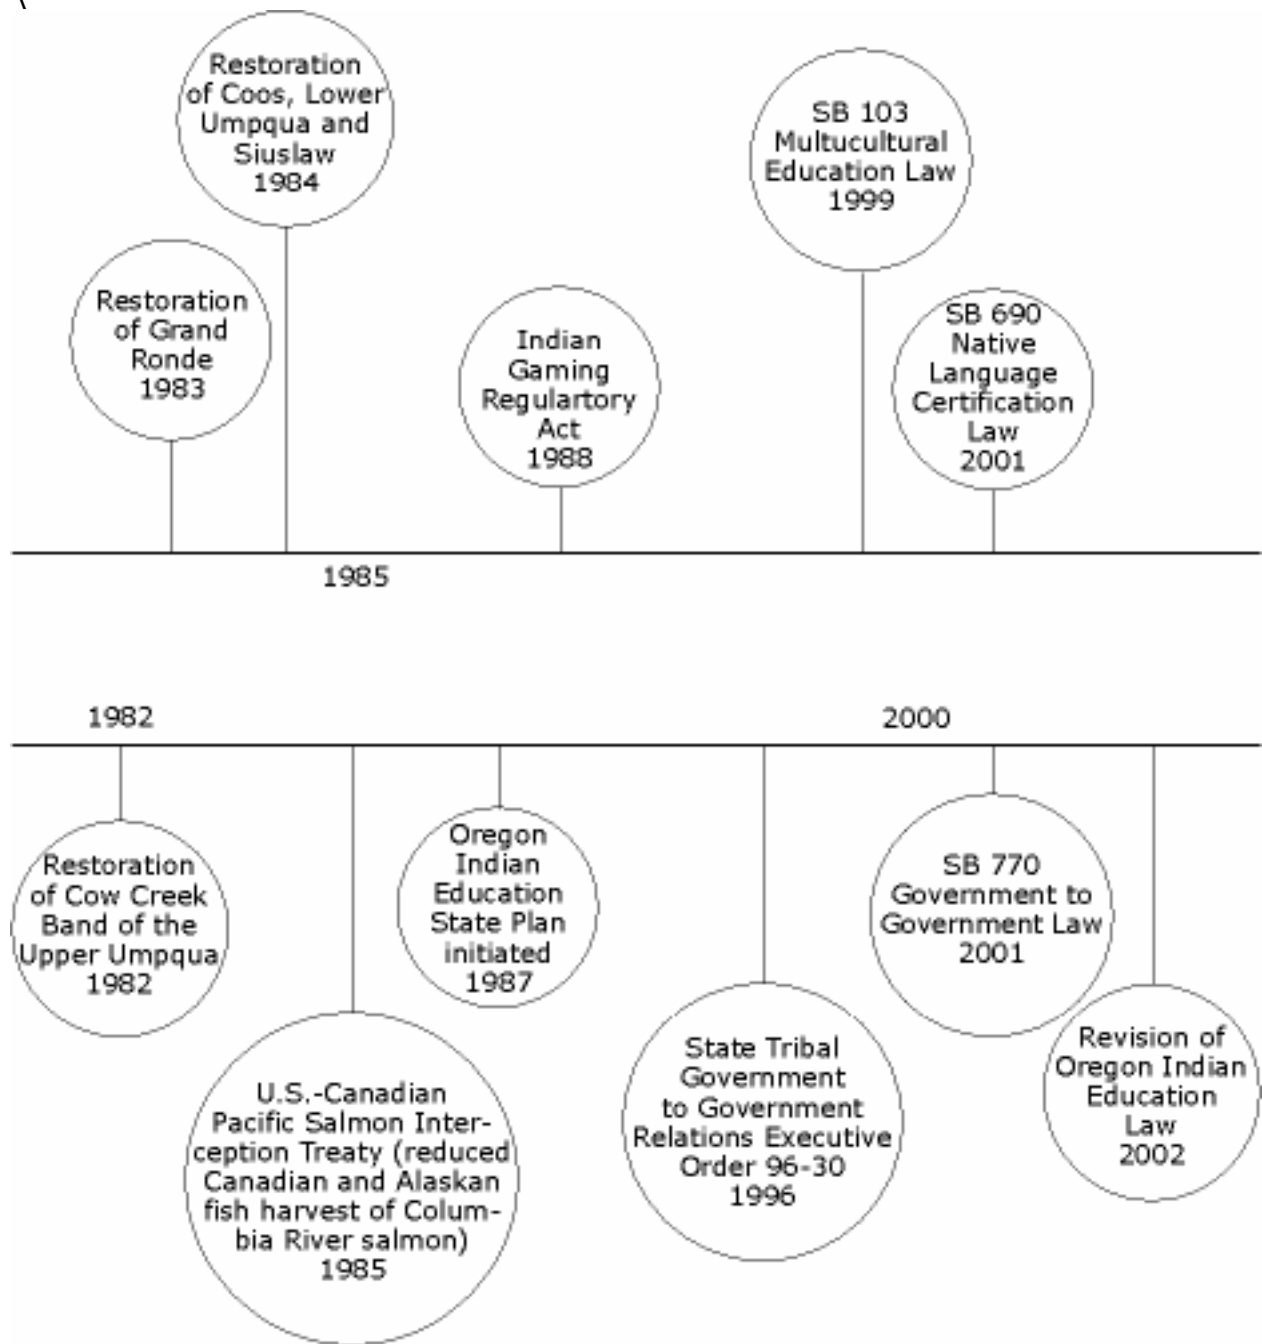 Restoration
of Coos, Lower
Umpqua and
Siuslaw
1984
SB 103
Multucultural
Education Law
1999
Restoration
of Grand
Ronde
1983
Indian
Gaming
Regulartory
Act
1988
SB 690
Native
Language
Certification
Law
2001
1985
1982
2000
Restoration
of Cow Creek
Band of the
Upper Umpqua
1982
Oregon
Indian
Education
State Plan
initiated
1987
SB 770
Government to
Government Law
2001
U.S.-Canadian
Pacific Salmon Inter-
ception Treaty (reduced
Canadian and Alaskan
fish harvest of Colum-
bia River salmon)
1985
State Tribal
Government
to Government
Relations Executive
Order 96-30
1996
Revision of
Oregon Indian
Education
Law
2002